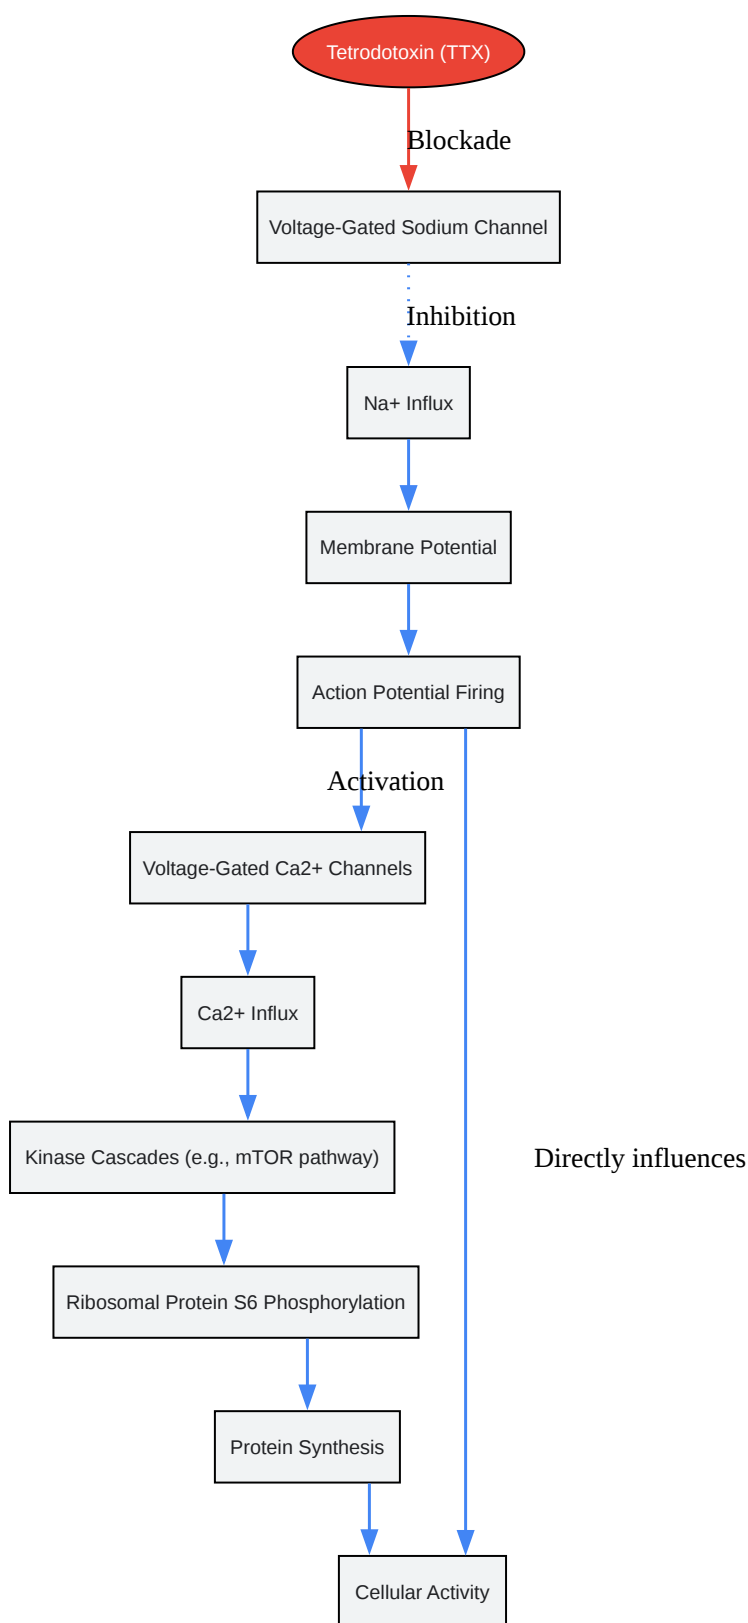 Tetrodotoxin (TTX)
Blockade
Voltage-Gated Sodium Channel
Inhibition
Na+ Influx
Membrane Potential
Action Potential Firing
Activation
Voltage-Gated Ca2+ Channels
Ca2+ Influx
Kinase Cascades (e.g., mTOR pathway)
Directly influences
Ribosomal Protein S6 Phosphorylation
Protein Synthesis
Cellular Activity